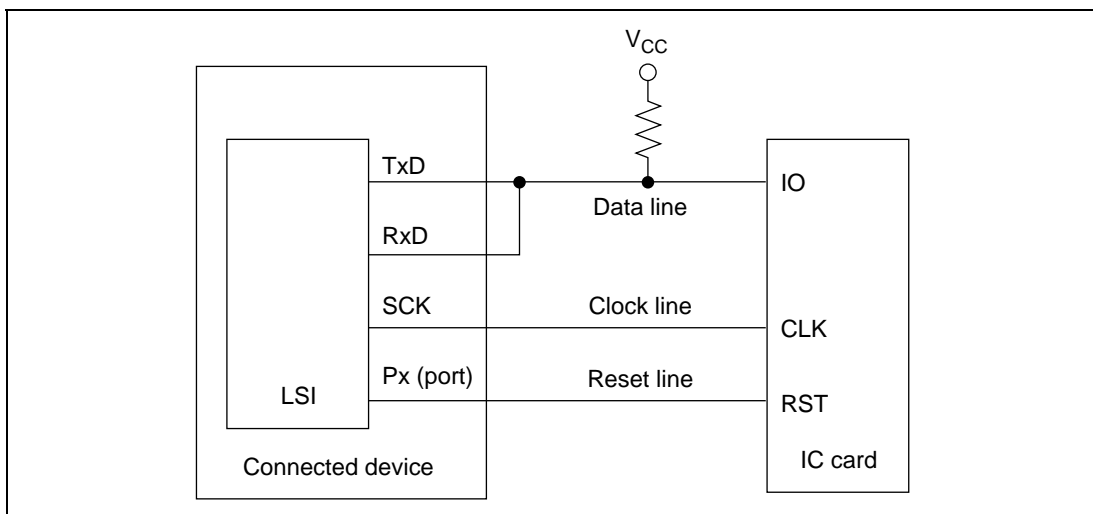 V_CC
TxD
IO
Data line
RxD
SCK
Clock line
CLK
Px (port)
Reset line
LSI
RST
Connected device
IC card